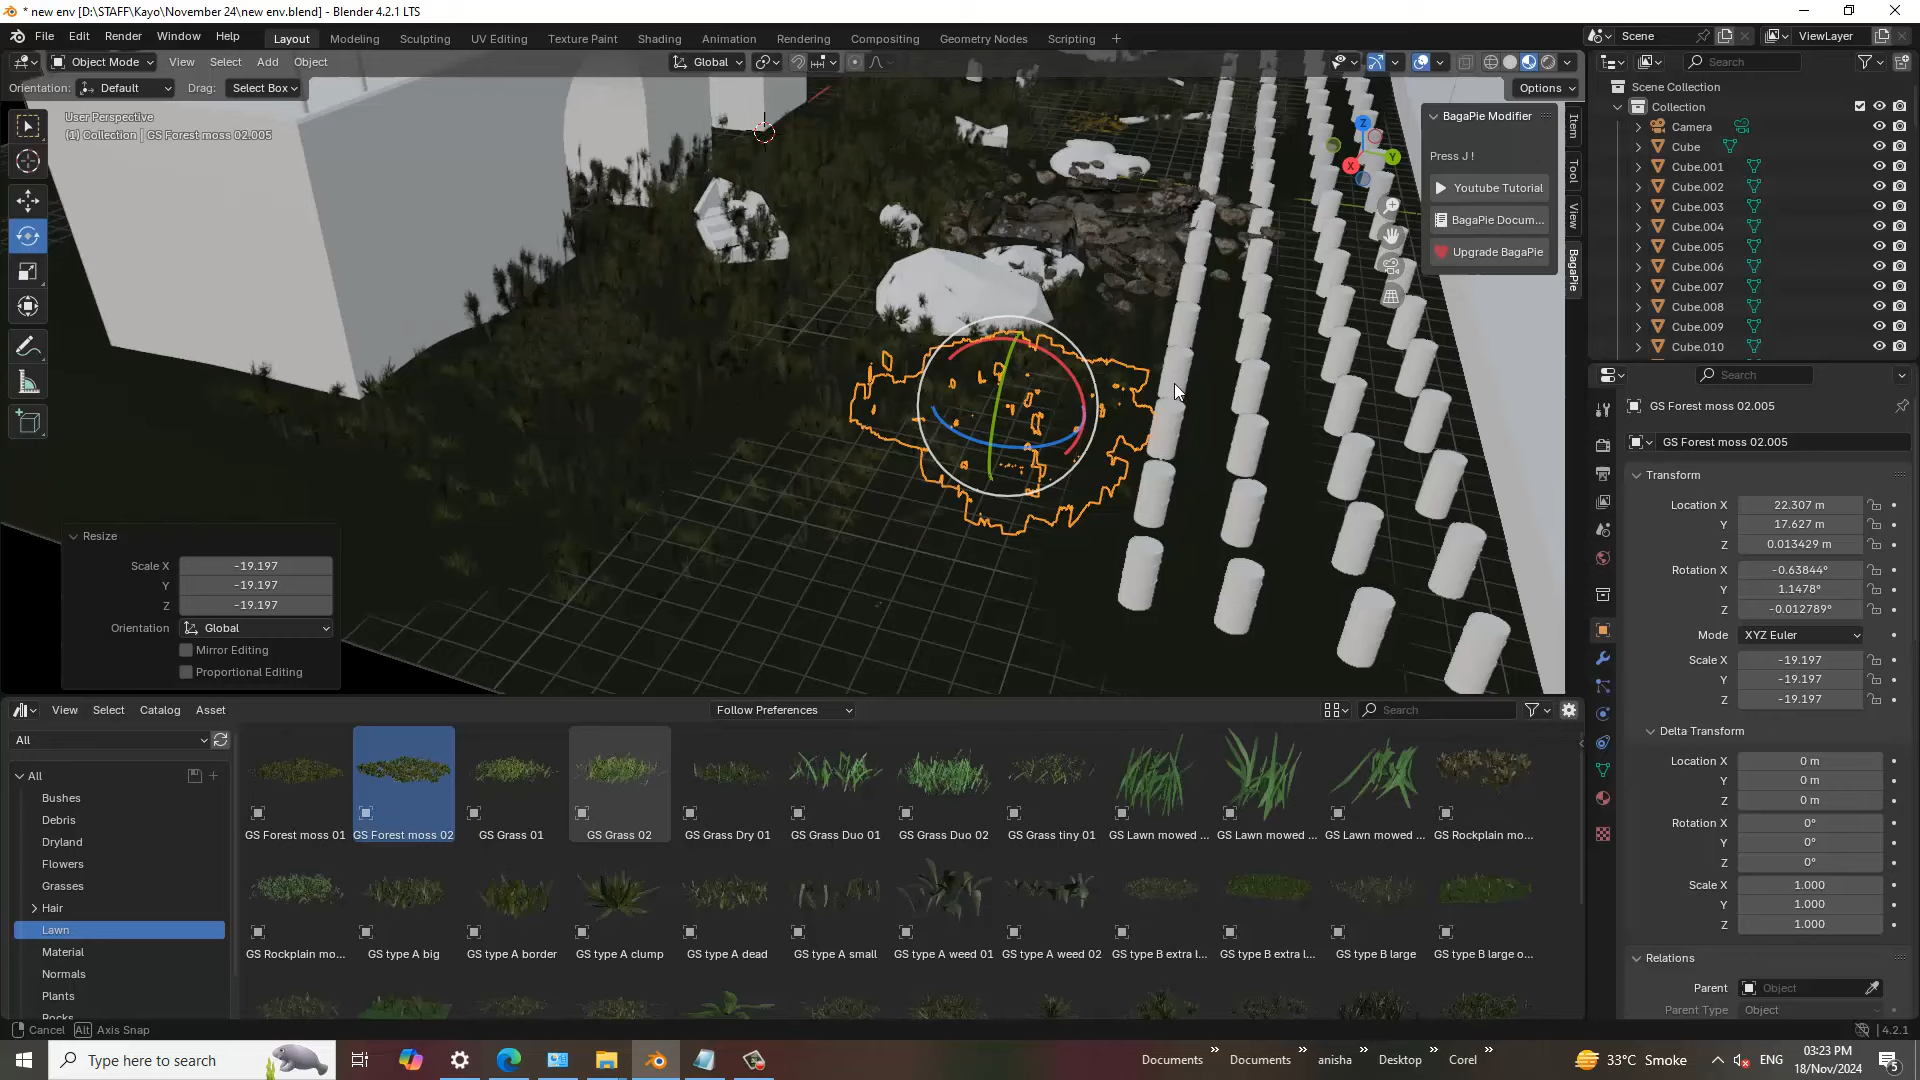 * new env [D:\STAFF\Kayo\November 24\new env.blend] - Blender 4.2.1 LTS
File Edit Render Window Help
Layout Modeling Sculpting UV Editing Texture Paint Shading Animation Rendering Compositing Geometry Nodes Scripting +
Scene ViewLayer
Object Mode View Select Add Object Global
Orientation: Default Drag: Select Box Options
User Perspective
(1) Collection | GS Forest moss 02.005
BagaPie Modifier
Press J !
Youtube Tutorial
BagaPie Docum...
Upgrade BagaPie
Item
Tool
View
BagaPie
Z
Y
X
Search
Scene Collection
Collection
Camera
Cube
Cube.001
Cube.002
Cube.003
Cube.004
Cube.005
Cube.006
Cube.007
Cube.008
Cube.009
Cube.010
Search
GS Forest moss 02.005
GS Forest moss 02.005
Transform
Location X 22.307 m
Y 17.627 m
Z 0.013429 m
Rotation X -0.63844°
Y 1.1478°
Z -0.012789°
Mode XYZ Euler
Scale X -19.197
Y -19.197
Z -19.197
Delta Transform
Location X 0 m
Y 0 m
Z 0 m
Rotation X 0°
Y 0°
Z 0°
Scale X 1.000
Y 1.000
Z 1.000
Relations
Parent Object
Parent Type Object
Resize
Scale X -19.197
Y -19.197
Z -19.197
Orientation Global
Mirror Editing
Proportional Editing
View Select Catalog Asset Follow Preferences Search
All
All
Bushes
Debris
Dryland
Flowers
Grasses
Hair
Lawn
Material
Normals
Plants
Rocks
GS Forest moss 01 GS Forest moss 02 GS Grass 01 GS Grass 02 GS Grass Dry 01 GS Grass Duo 01 GS Grass Duo 02 GS Grass tiny 01 GS Lawn mowed ... GS Lawn mowed ... GS Lawn mowed ... GS Rockplain mo...
GS Rockplain mo... GS type A big GS type A border GS type A clump GS type A dead GS type A small GS type A weed 01 GS type A weed 02 GS type B extra l... GS type B extra l... GS type B large GS type B large o...
Cancel Alt Axis Snap
4.2.1
Type here to search
Documents » Documents » anisha » Desktop » Corel »
33°C Smoke
ENG
03:23 PM
18/Nov/2024
5